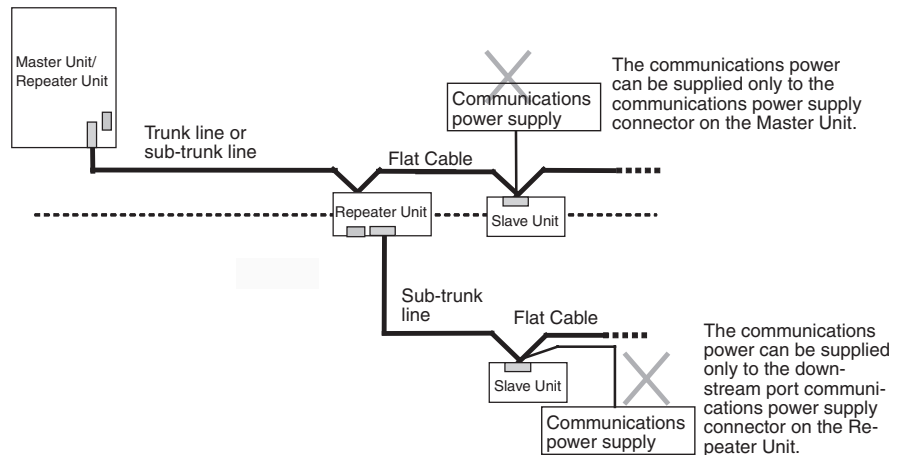 Master Unit/
Repeater Unit
Trunk line or
sub-trunk line
Flat Cable
Communications
power supply
The communications power
can be supplied only to the
communications power supply
connector on the Master Unit.
Repeater Unit
Slave Unit
Sub-trunk
line
Flat Cable
Slave Unit
Communications
power supply
The communications
power can be supplied
only to the down-
stream port communi-
cations power supply
connector on the Re-
peater Unit.